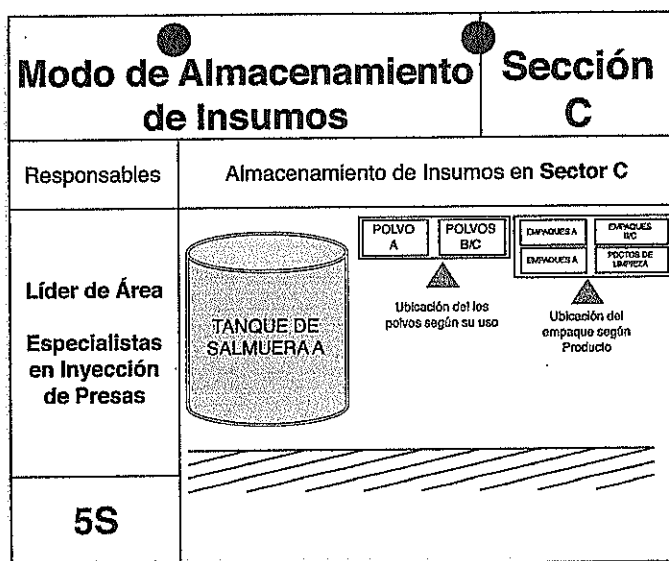 Modo de Almacenamiento
de Insumos
Sección
C
Responsables
Almacenamiento de Insumos en Sector C
Líder de Área
Especialistas
en Inyección
de Presas
TANQUE DE
SALMUERA A
POLVO
A
POLVOS
B/C
EMPAQUES A
EMPAQUES
B/C
EMPAQUES A
PDCTOS DE
LIMPIEZA
Ubicación del los
polvos según su uso
Ubicación del
empaque según
Producto
5S